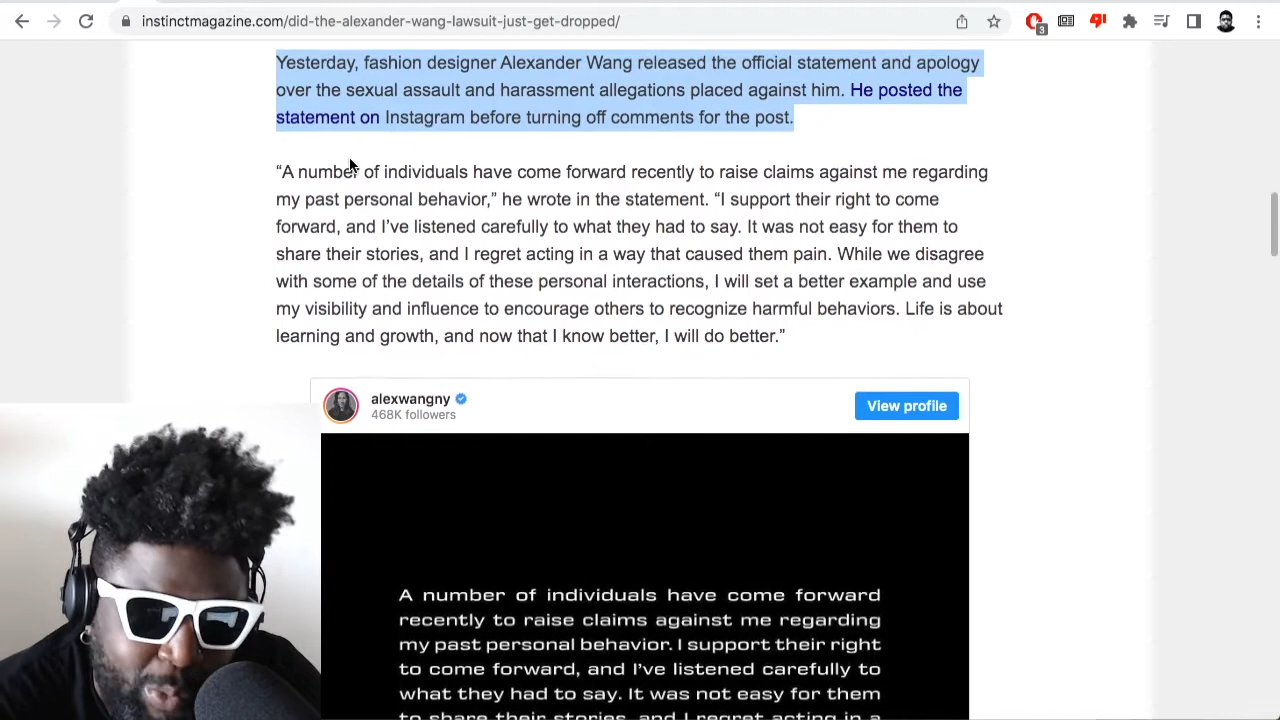 instinctmagazine.com/did-the-alexander-wang-lawsuit-just-get-dropped/
3
Yesterday, fashion designer Alexander Wang released the official statement and apology
over the sexual assault and harassment allegations placed against him. He posted the
statement on Instagram before turning off comments for the post.
“A number of individuals have come forward recently to raise claims against me regarding
my past personal behavior,” he wrote in the statement. “I support their right to come
forward, and I’ve listened carefully to what they had to say. It was not easy for them to
share their stories, and I regret acting in a way that caused them pain. While we disagree
with some of the details of these personal interactions, I will set a better example and use
my visibility and influence to encourage others to recognize harmful behaviors. Life is about
learning and growth, and now that I know better, I will do better.”
alexwangny
468K followers
View profile
A number of individuals have come forward
recently to raise claims against me regarding
my past personal behavior. I support their right
to come forward, and I’ve listened carefully to
what they had to say. It was not easy for them
to share their stories, and I regret acting in a